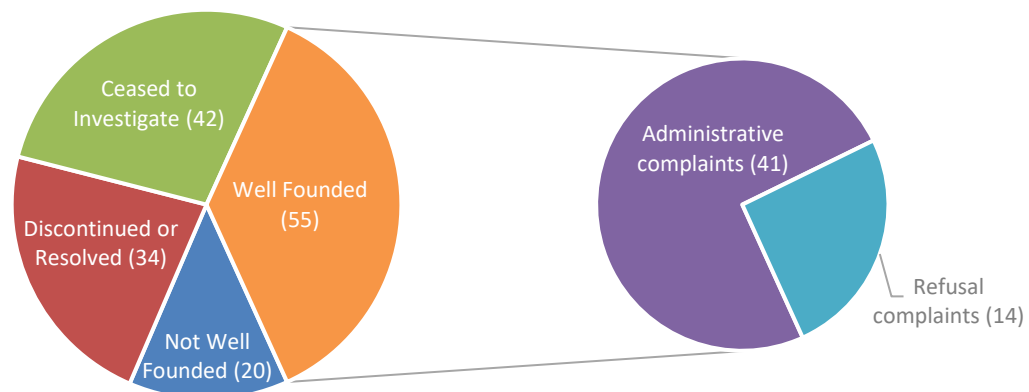 Ceased to
Investigate (42)
Well Founded
(55)
Discontinued or
Resolved (34)
Not Well
Founded (20)
Administrative
complaints (41)
Refusal
complaints (14)